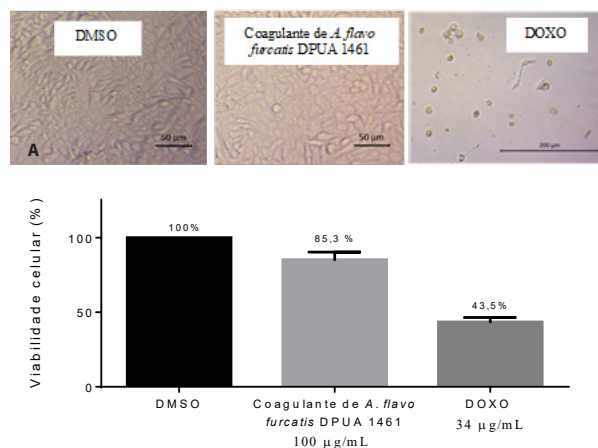 DMSO
Coagulante de A. flavo
furcatis DPUA 1461
DOXO
A
50 µm
50 µm
200 µm
Viabilidade celular (%)
100
50
0
100%
85,3 %
43,5%
DMSO
Coagulante de A. flavo
furcatis DPUA 1461
100 µg/mL
DOXO
34 µg/mL